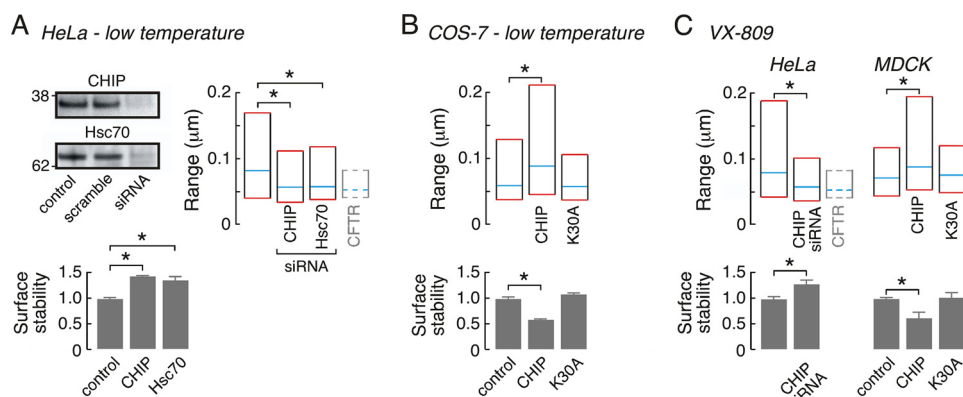 A HeLa - low temperature
CHIP
38
Hsc70
62
control
scramble
siRNA
Range (μm)
0.2
0.1
0
*
*
CHIP
Hsc70
CFTR
siRNA
Surface
stability
1.5
1.0
0.5
0
*
*
control
CHIP
Hsc70
B COS-7 - low temperature
Range (μm)
0.2
0.1
0
*
CHIP
K30A
Surface
stability
1.5
1.0
0.5
0
*
control
CHIP
K30A
C VX-809
HeLa
MDCK
Range (μm)
0.2
0.1
0
*
*
CHIP
siRNA
CFTR
CHIP
K30A
Surface
stability
1.5
1.0
0.5
0
*
*
CHIP
control
CHIP
K30A